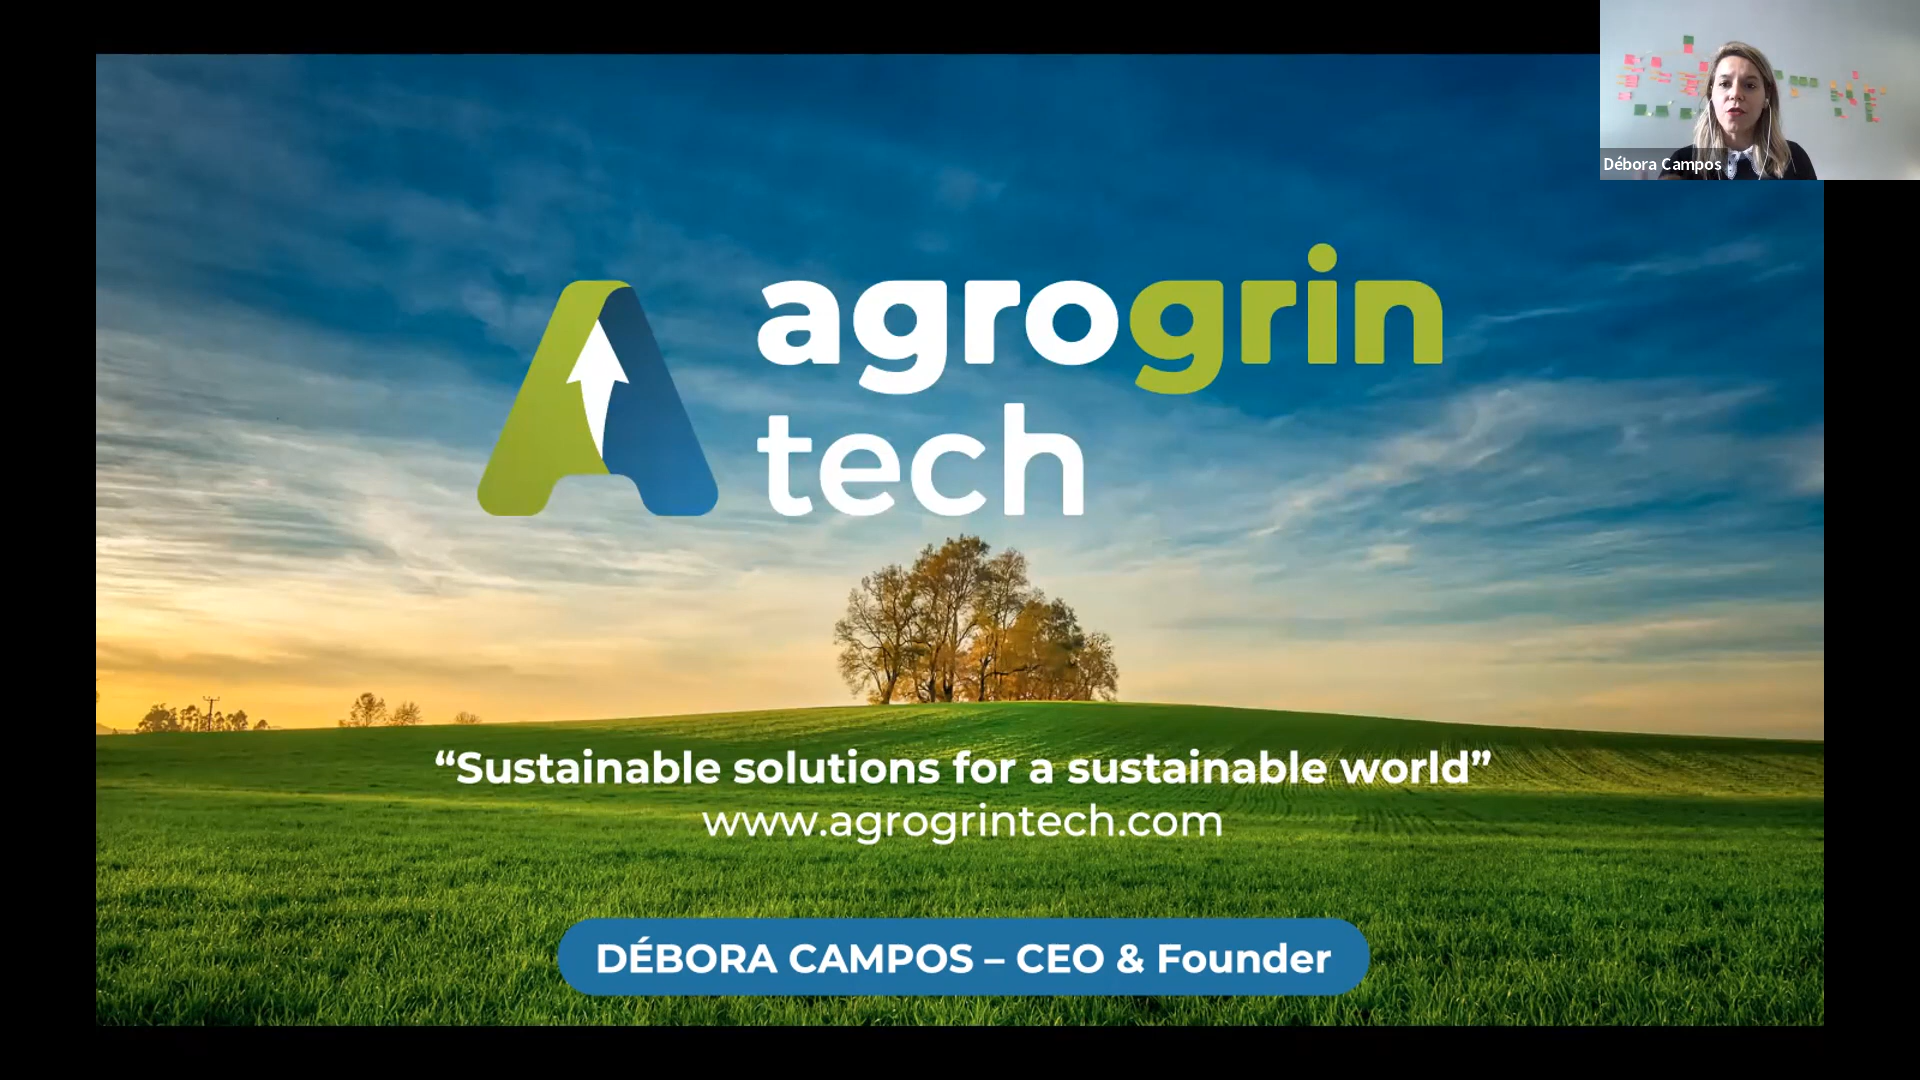 Débora Campos
agrogrin
tech
“Sustainable solutions for a sustainable world”
www.agrogrintech.com
DÉBORA CAMPOS – CEO & Founder